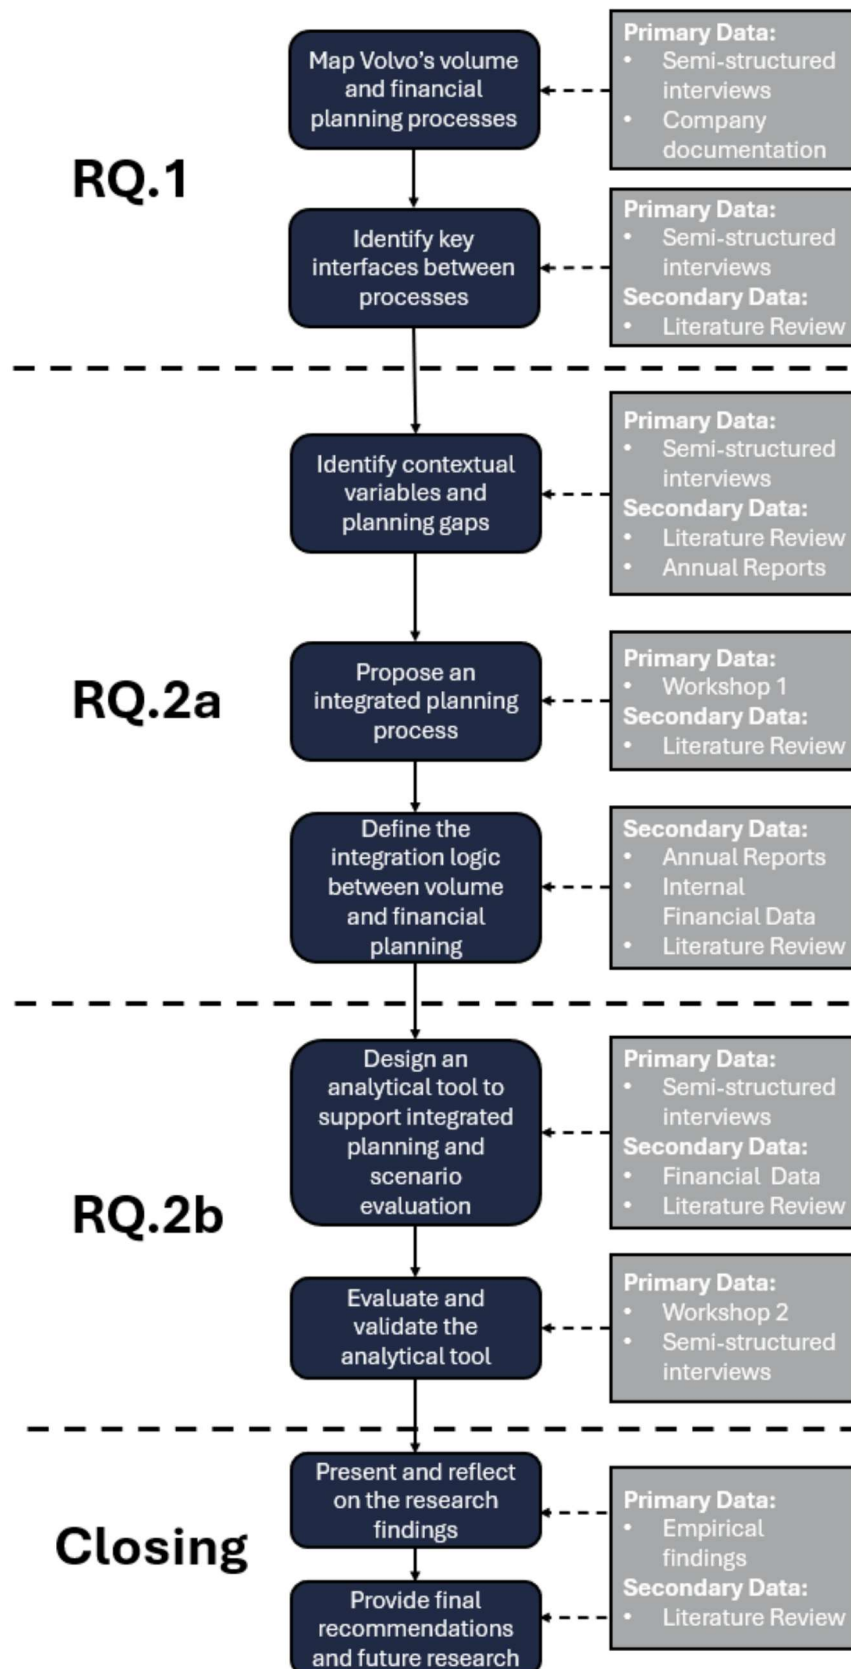 RQ.1
Map Volvo's volume
and financial
planning processes
Primary Data:
• Semi-structured
interviews
• Company
documentation
Identify key
interfaces between
processes
Primary Data:
• Semi-structured
interviews
Secondary Data:
• Literature Review
RQ.2a
Identify contextual
variables and
planning gaps
Primary Data:
• Semi-structured
interviews
Secondary Data:
• Literature Review
• Annual Reports
Propose an
integrated planning
process
Primary Data:
• Workshop 1
Secondary Data:
• Literature Review
Define the
integration logic
between volume
and financial
planning
Secondary Data:
• Annual Reports
• Internal
Financial Data
• Literature Review
RQ.2b
Design an
analytical tool to
support integrated
planning and
scenario
evaluation
Primary Data:
• Semi-structured
interviews
Secondary Data:
• Financial Data
• Literature Review
Evaluate and
validate the
analytical tool
Primary Data:
• Workshop 2
• Semi-structured
interviews
Closing
Present and reflect
on the research
findings
Provide final
recommendations
and future research
Primary Data:
• Empirical
findings
Secondary Data:
• Literature Review